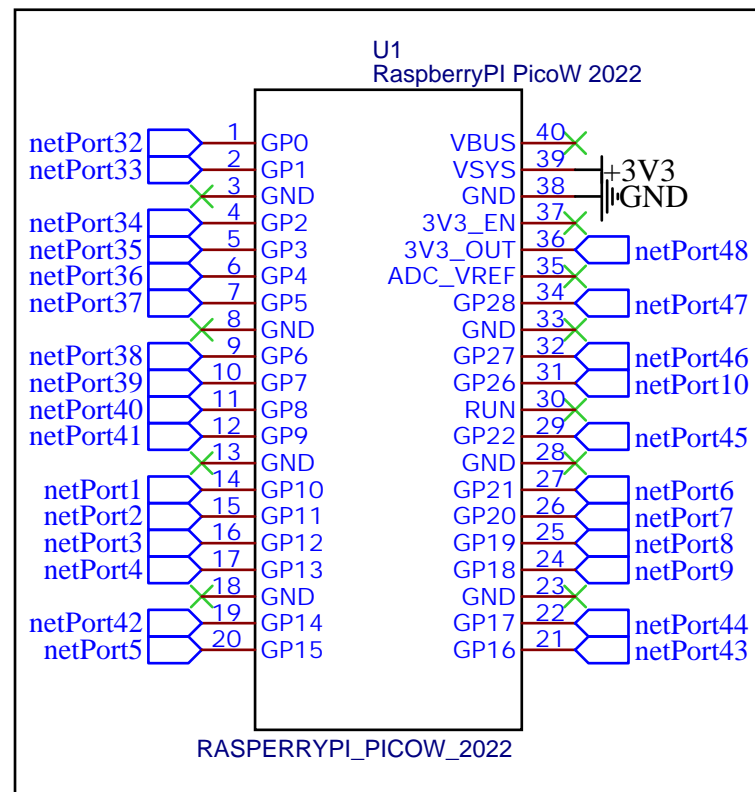 U1
RaspberryPI PicoW 2022
netPort32 1 GP0 VBUS 40
netPort33 2 GP1 VSYS 39 +3V3
3 GND GND 38 GND
netPort34 4 GP2 3V3_EN 37
netPort35 5 GP3 3V3_OUT 36 netPort48
netPort36 6 GP4 ADC_VREF 35
netPort37 7 GP5 GP28 34 netPort47
8 GND GND 33
netPort38 9 GP6 GP27 32 netPort46
netPort39 10 GP7 GP26 31 netPort10
netPort40 11 GP8 RUN 30
netPort41 12 GP9 GP22 29 netPort45
13 GND GND 28
netPort1 14 GP10 GP21 27 netPort6
netPort2 15 GP11 GP20 26 netPort7
netPort3 16 GP12 GP19 25 netPort8
netPort4 17 GP13 GP18 24 netPort9
18 GND GND 23
netPort42 19 GP14 GP17 22 netPort44
netPort5 20 GP15 GP16 21 netPort43
RASPERRYPI_PICOW_2022